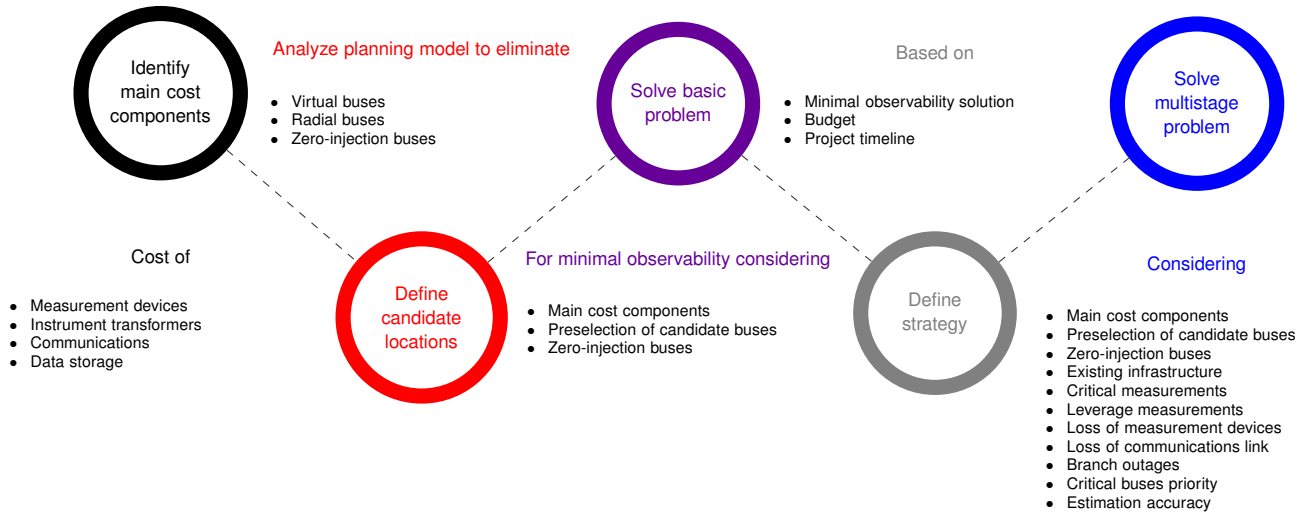 Identify
main cost
components
Cost of
• Measurement devices
• Instrument transformers
• Communications
• Data storage
Analyze planning model to eliminate
• Virtual buses
• Radial buses
• Zero-injection buses
Define
candidate
locations
Solve basic
problem
For minimal observability considering
• Main cost components
• Preselection of candidate buses
• Zero-injection buses
Based on
• Minimal observability solution
• Budget
• Project timeline
Define
strategy
Solve
multistage
problem
Considering
• Main cost components
• Preselection of candidate buses
• Zero-injection buses
• Existing infrastructure
• Critical measurements
• Leverage measurements
• Loss of measurement devices
• Loss of communications link
• Branch outages
• Critical buses priority
• Estimation accuracy